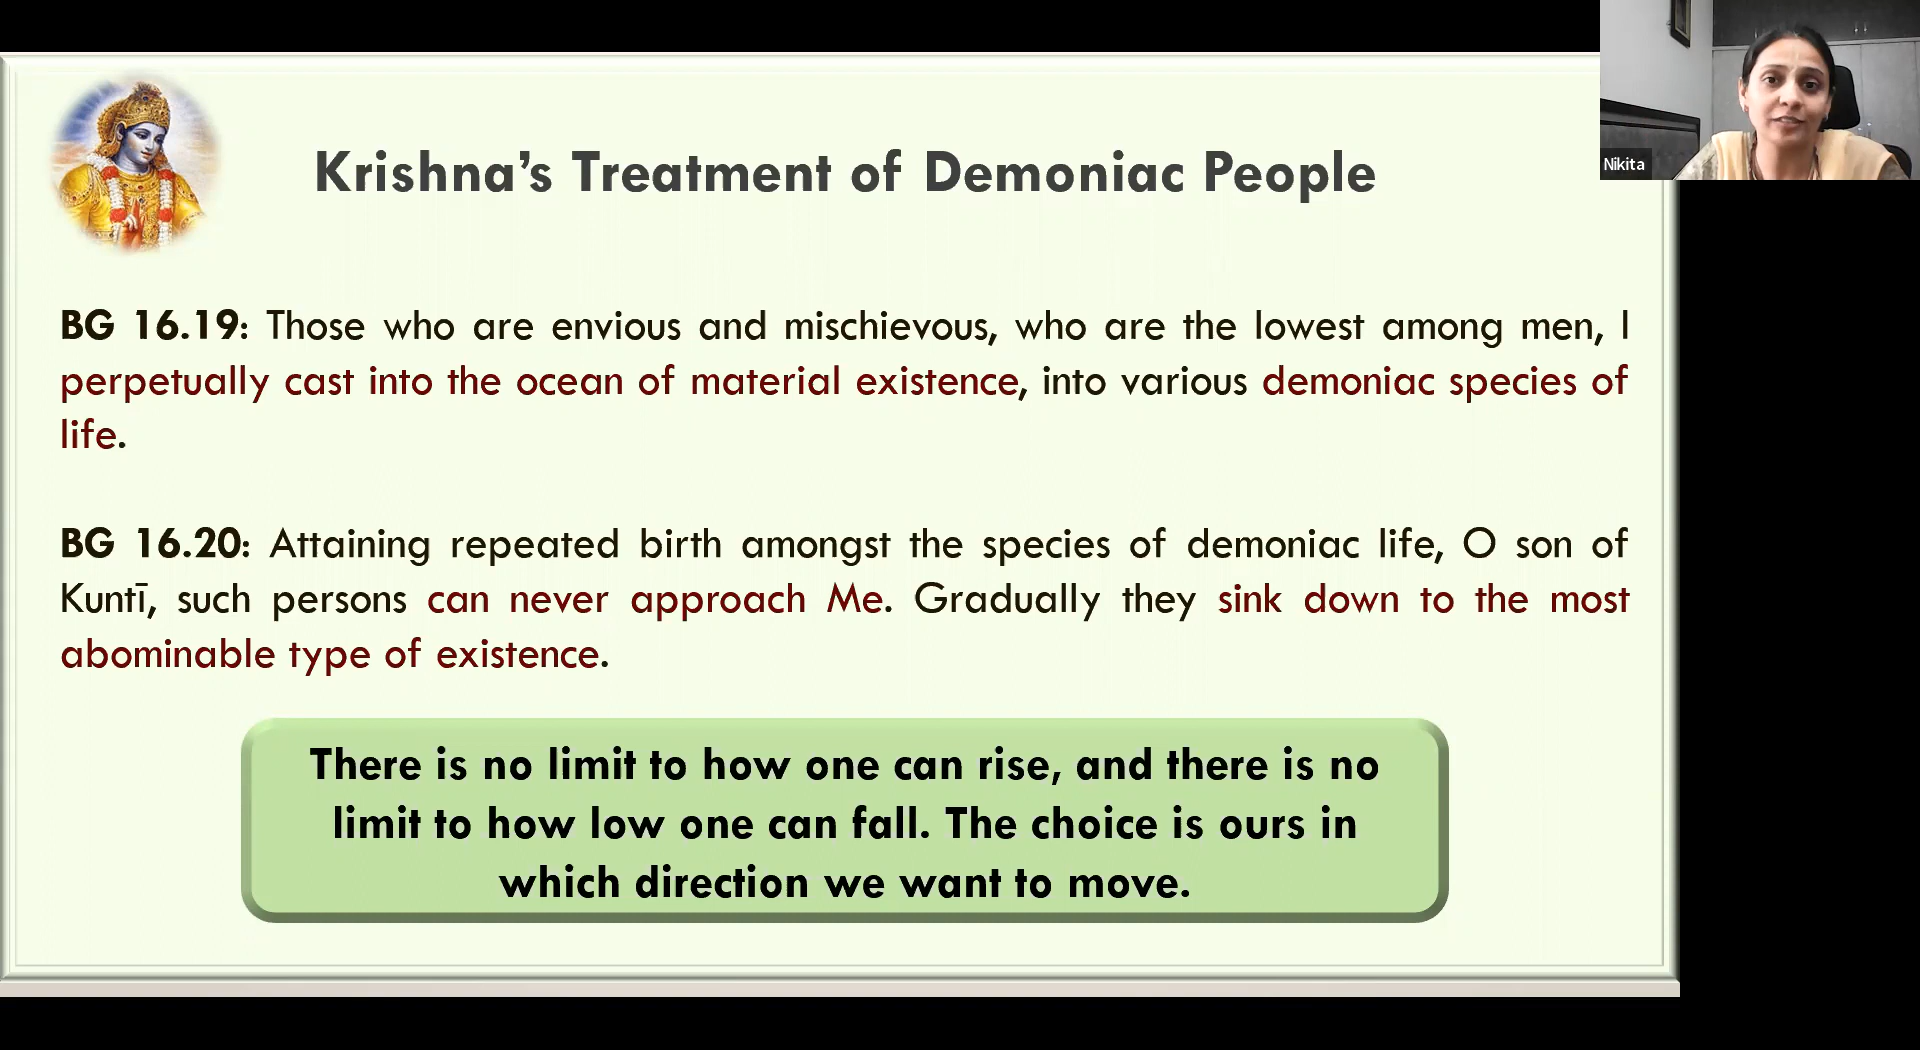 Krishna’s Treatment of Demoniac People
Nikita
BG 16.19: Those who are envious and mischievous, who are the lowest among men, I
perpetually cast into the ocean of material existence, into various demoniac species of
life.
BG 16.20: Attaining repeated birth amongst the species of demoniac life, O son of
Kuntī, such persons can never approach Me. Gradually they sink down to the most
abominable type of existence.
There is no limit to how one can rise, and there is no
limit to how low one can fall. The choice is ours in
which direction we want to move.